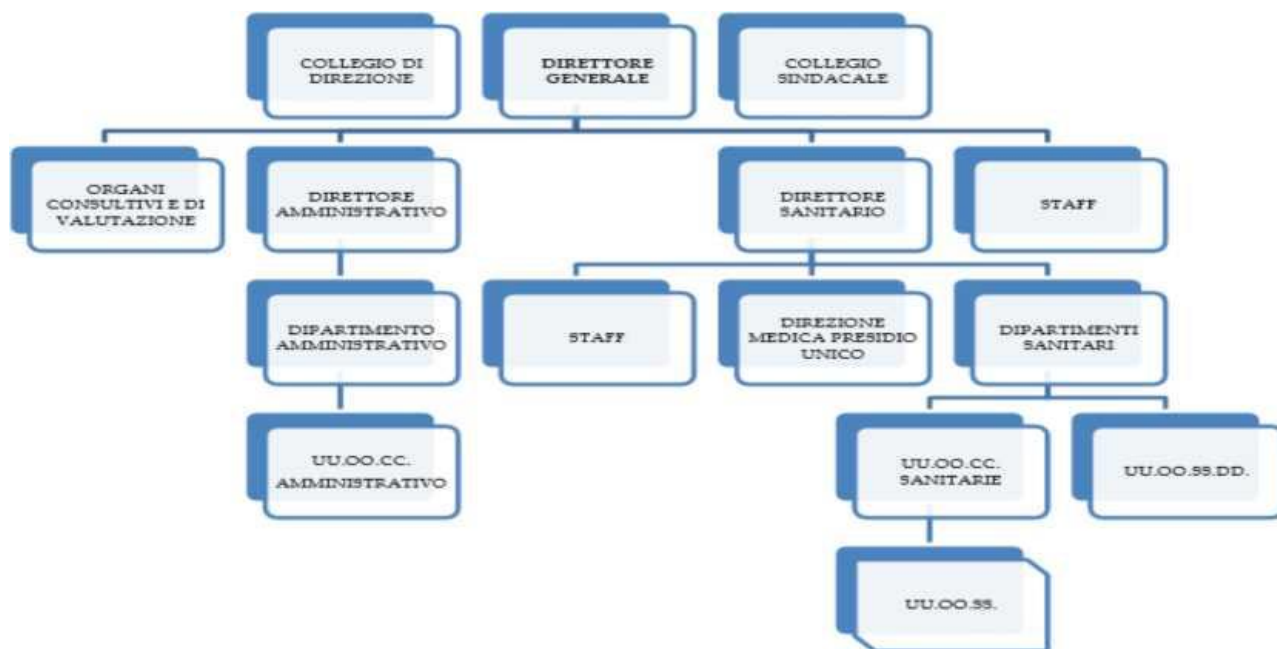 COLLEGIO DI
DIREZIONE
DIRETTORE
GENERALE
COLLEGIO
SINDACALE
ORGANI
CONSULTIVI E DI
VALUTAZIONE
DIRETTORE
AMMINISTRATIVO
DIRETTORE
SANITARIO
STAFF
DIPARTIMENTO
AMMINISTRATIVO
STAFF
DIREZIONE
MEDICA PRESIDIO
UNICO
DIPARTIMENTI
SANITARI
UU.OO.CC.
AMMINISTRATIVO
UU.OO.CC.
SANITARIE
UU.OO.SS.DD.
UU.OO.SS.